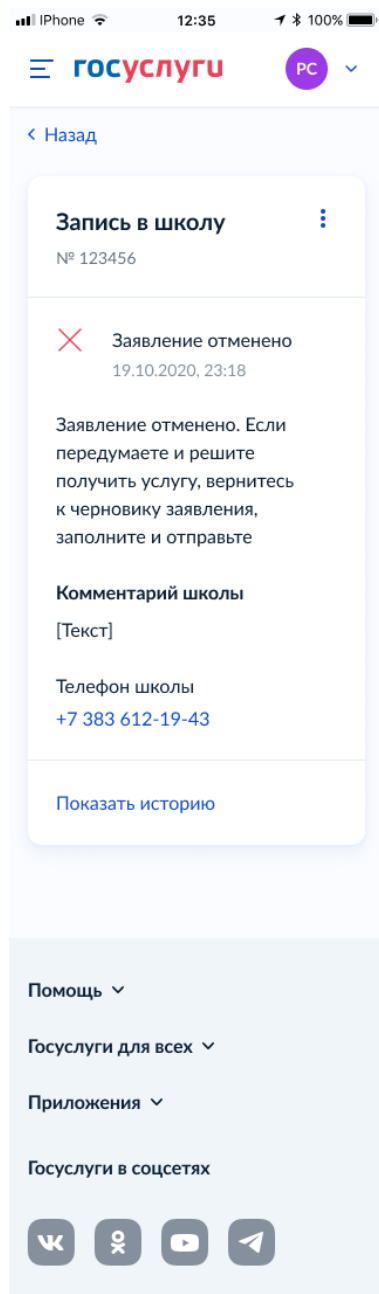 IPhone 12:35 100%
госуслуги РС
Назад
Запись в школу
№ 123456
Заявление отменено
19.10.2020, 23:18
Заявление отменено. Если
передумаете и решите
получить услугу, вернитесь
к черновику заявления,
заполните и отправьте
Комментарий школы
[Текст]
Телефон школы
+7 383 612-19-43
Показать историю
Помощь
Госуслуги для всех
Приложения
Госуслуги в соцсетях